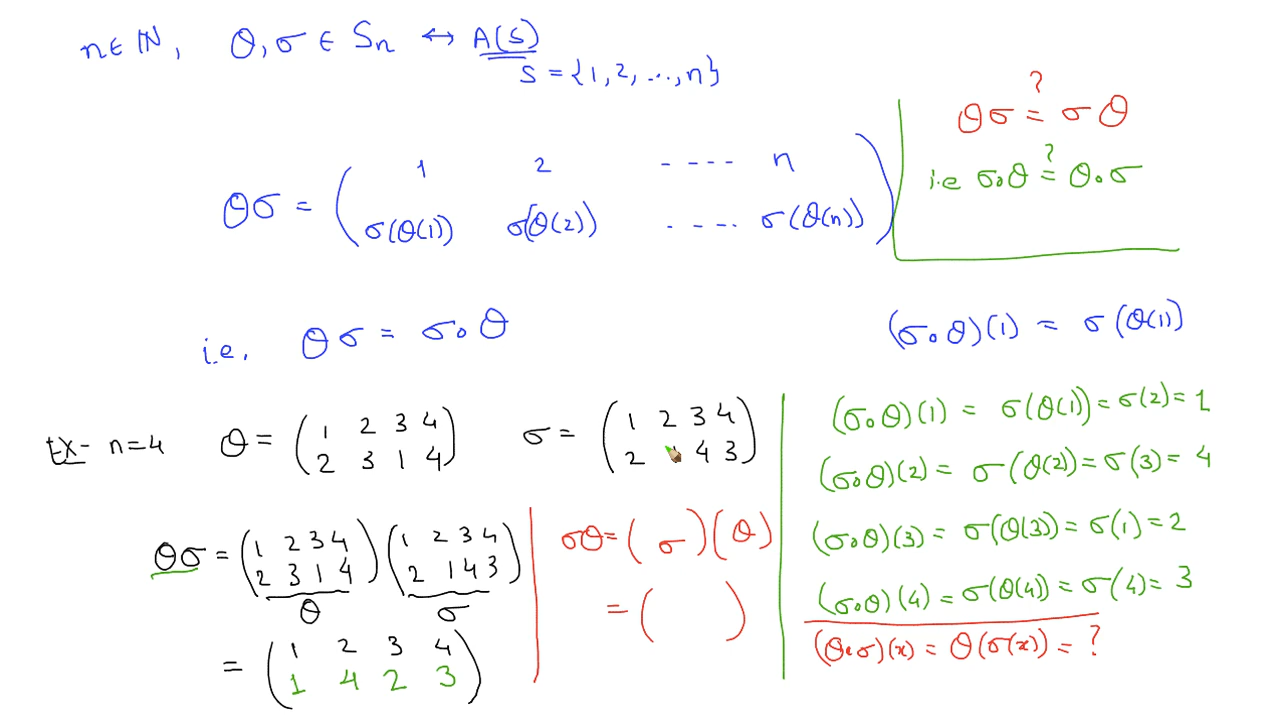 n ∈ ℕ, θ, σ ∈ Sn ↔ A(S)
S = {1, 2, ..., n}
?
θσ = σθ
?
i.e σ∘θ = θ∘σ
θσ = ( 1 2 ---- n
σ(θ(1)) σ(θ(2)) ---- σ(θ(n)) )
i.e. θσ = σ∘θ
(σ∘θ)(1) = σ(θ(1))
Ex- n=4 θ = ( 1 2 3 4 σ = ( 1 2 3 4
2 3 1 4 ) 2 4 3 )
θσ = ( 1 2 3 4 ) ( 1 2 3 4 )
2 3 1 4 2 1 4 3
θ σ
= ( 1 2 3 4
1 4 2 3 )
σθ = ( σ ) ( θ )
= ( )
(σ∘θ)(1) = σ(θ(1)) = σ(2) = 1
(σ∘θ)(2) = σ(θ(2)) = σ(3) = 4
(σ∘θ)(3) = σ(θ(3)) = σ(1) = 2
(σ∘θ)(4) = σ(θ(4)) = σ(4) = 3
(θ∘σ)(x) = θ(σ(x)) = ?